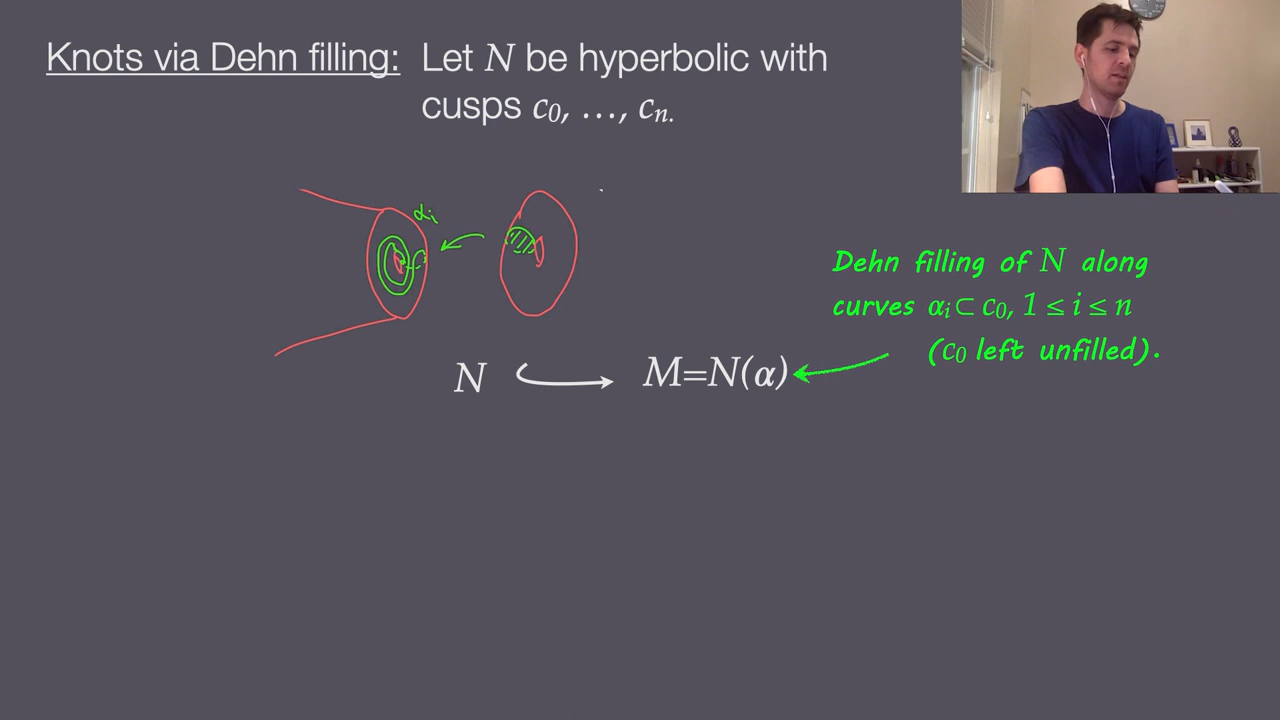 Knots via Dehn filling: Let N be hyperbolic with
cusps c₀, …, cₙ.
αᵢ
Dehn filling of N along
curves αᵢ ⊂ c₀, 1 ≤ i ≤ n
(c₀ left unfilled).
N ↪ M=N(α)